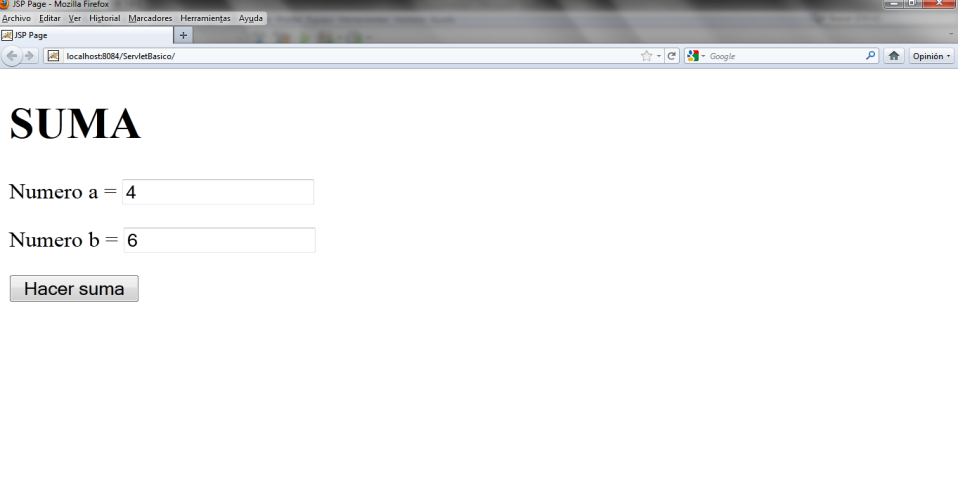 JSP Page - Mozilla Firefox
Archivo Editar Ver Historial Marcadores Herramientas Ayuda
JSP Page +
localhost:8084/ServletBasico/ Google Opinión
SUMA
Numero a = 4
Numero b = 6
Hacer suma